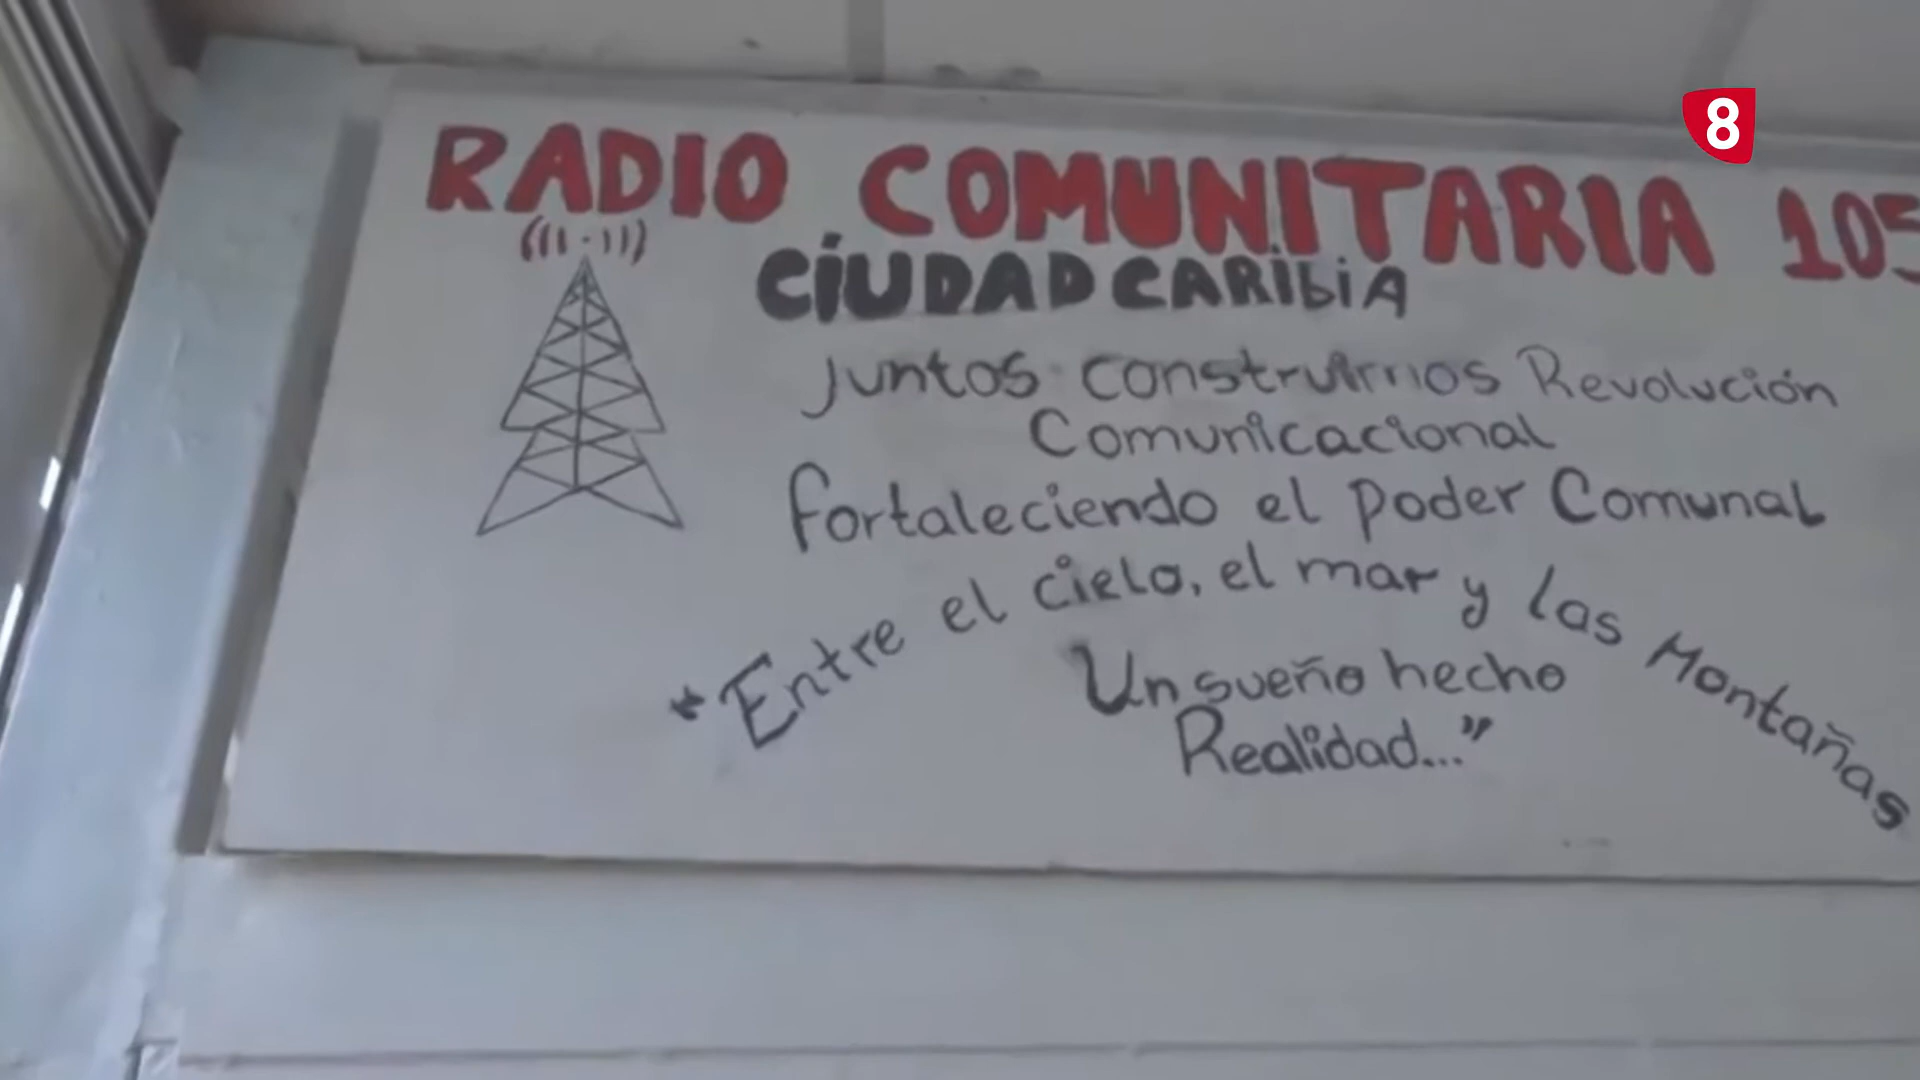 8
RADIO COMUNITARIA 105
CIUDAD CARIBIA
Juntos construimos Revolución
Comunicacional
fortaleciendo el poder Comunal
"Entre el cielo, el mar y las Montañas
Un sueño hecho
Realidad..."